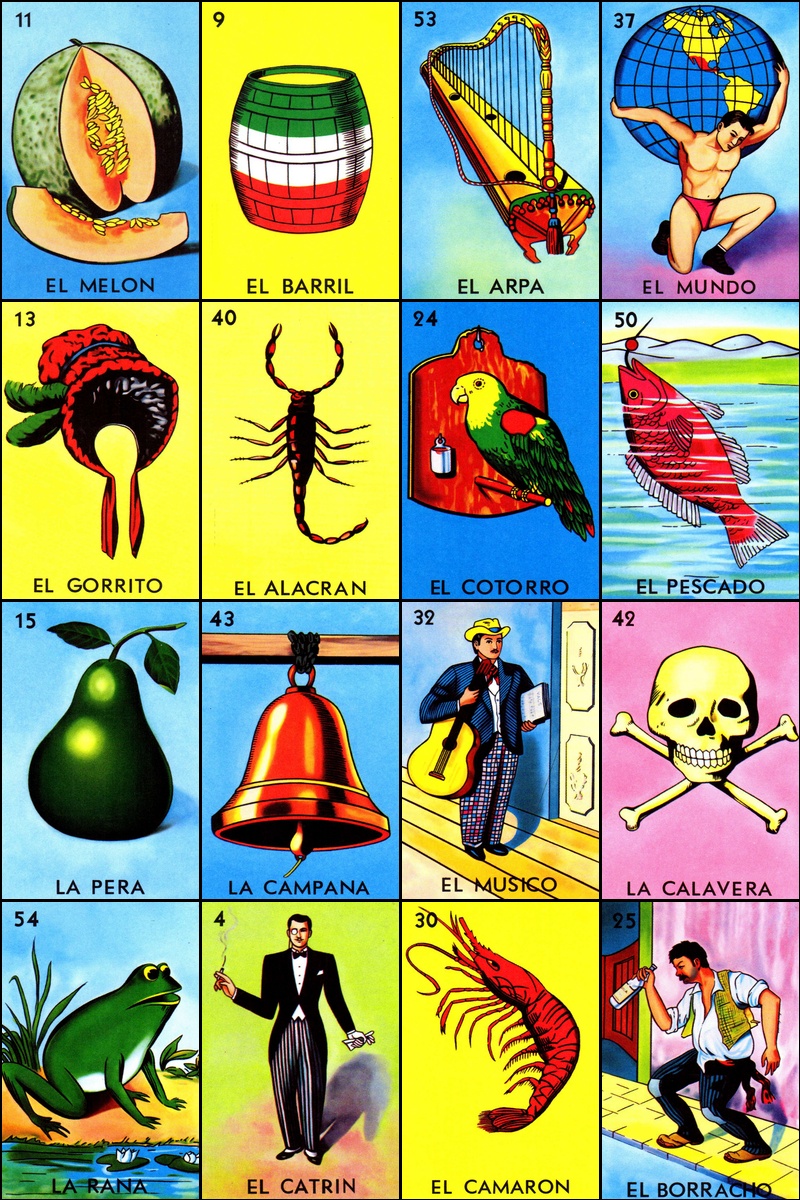 11
EL MELON
9
EL BARRIL
53
EL ARPA
37
EL MUNDO
13
EL GORRITO
40
EL ALACRAN
24
EL COTORRO
50
EL PESCADO
15
LA PERA
43
LA CAMPANA
32
EL MUSICO
42
LA CALAVERA
54
LA RANA
4
EL CATRIN
30
EL CAMARON
25
EL BORRACHO